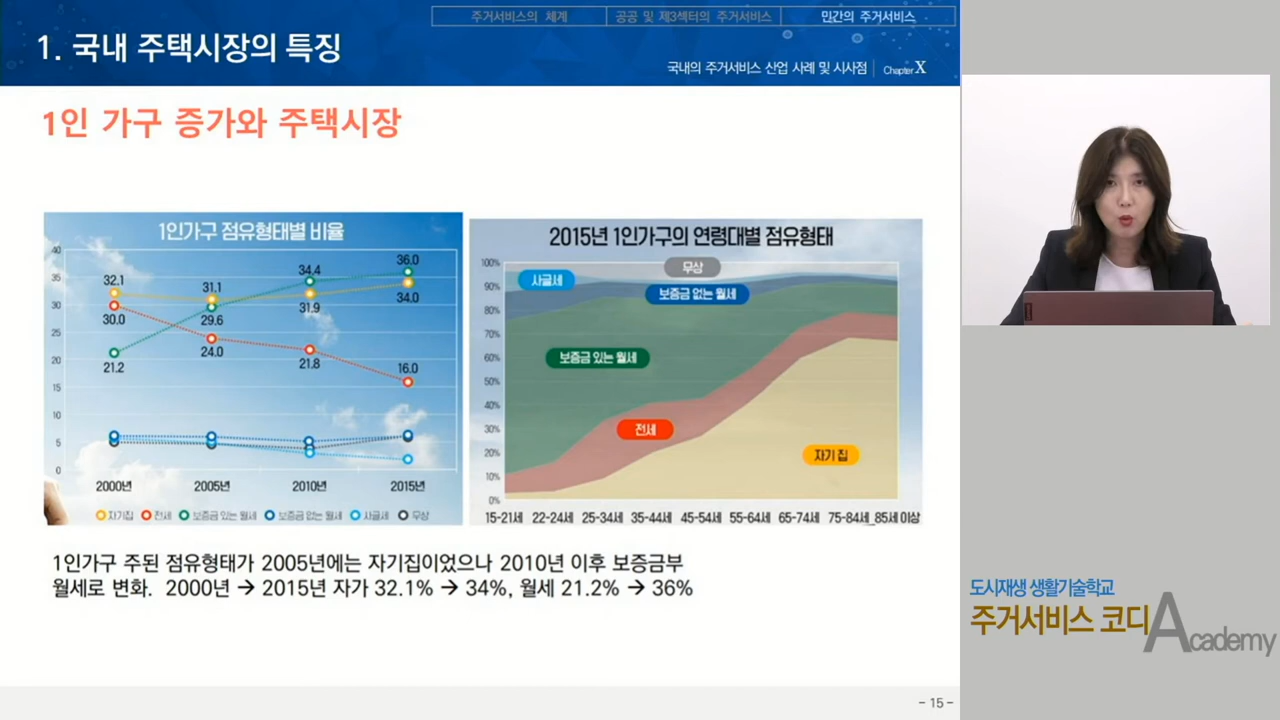 주거서비스의 체계
공공 및 제3섹터의 주거서비스
민간의 주거서비스
1. 국내 주택시장의 특징
국내의 주거서비스 산업 사례 및 시사점
Chapter X
1인 가구 증가와 주택시장
1인가구 점유형태별 비율
40
35
30
25
20
15
10
5
0
32.1
31.1
34.4
36.0
30.0
29.6
31.9
34.0
21.2
24.0
21.8
16.0
2000년
2005년
2010년
2015년
자기집
전세
보증금 있는 월세
보증금 없는 월세
사글세
무상
2015년 1인가구의 연령대별 점유형태
100%
90%
80%
70%
60%
50%
40%
30%
20%
10%
0%
사글세
무상
보증금 없는 월세
보증금 있는 월세
전세
자기 집
15-21세
22-24세
25-34세
35-44세
45-54세
55-64세
65-74세
75-84세
85세 이상
1인가구 주된 점유형태가 2005년에는 자기집이었으나 2010년 이후 보증금부
월세로 변화. 2000년 → 2015년 자가 32.1% → 34%, 월세 21.2% → 36%
- 15 -
도시재생 생활기술학교
주거서비스 코디
Academy